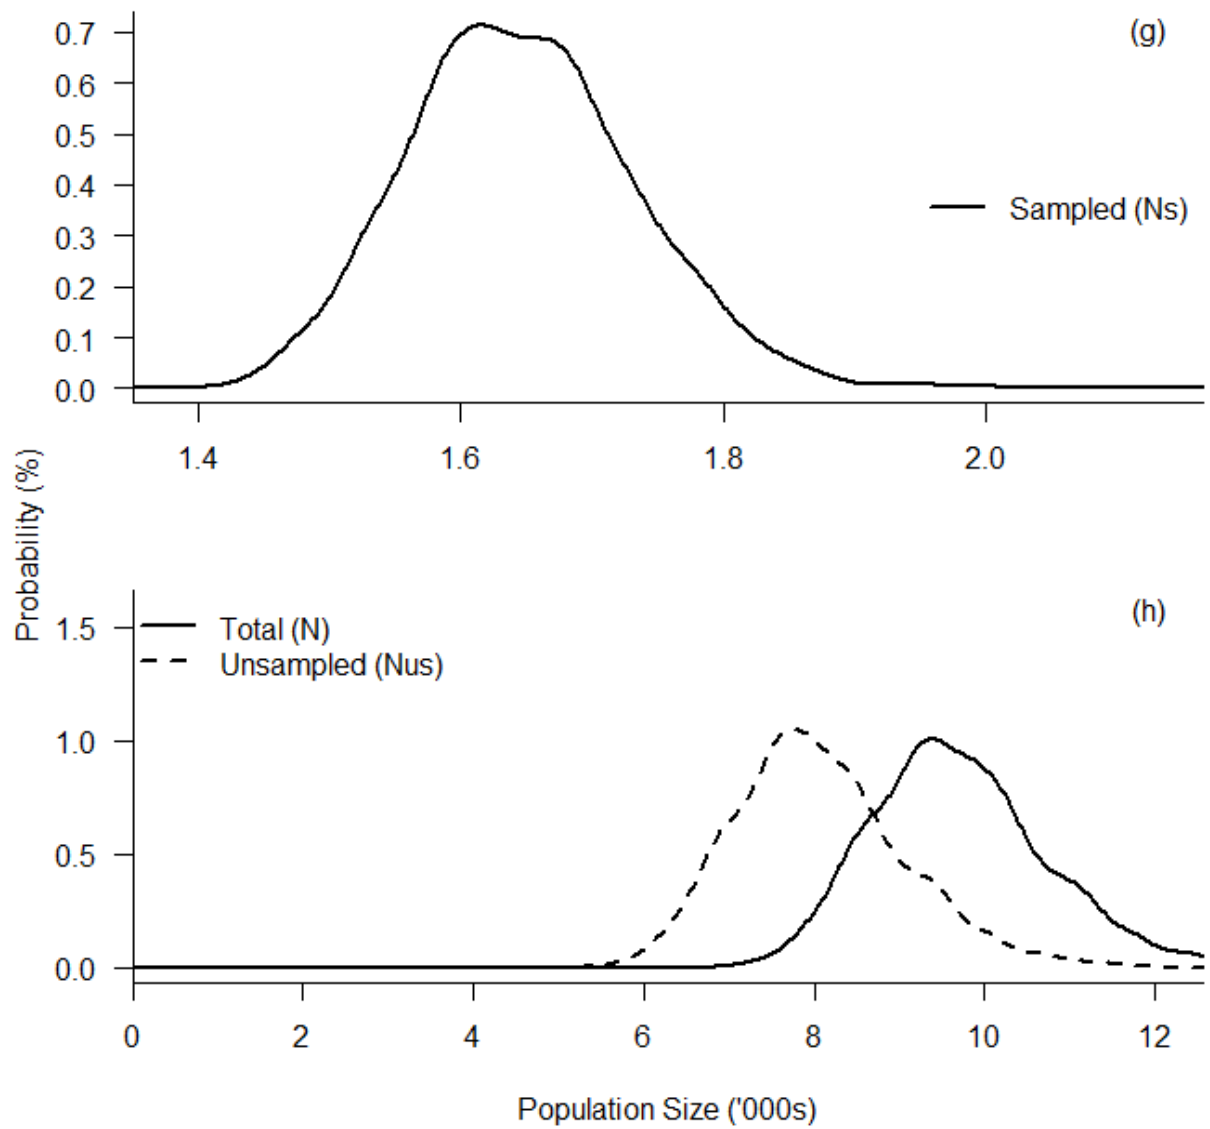 (g)
0.7
0.6
0.5
0.4
0.3
0.2
0.1
0.0
Sampled (Ns)
1.4 1.6 1.8 2.0
Probability (%)
(h)
Total (N)
Unsampled (Nus)
1.5
1.0
0.5
0.0
0 2 4 6 8 10 12
Population Size ('000s)